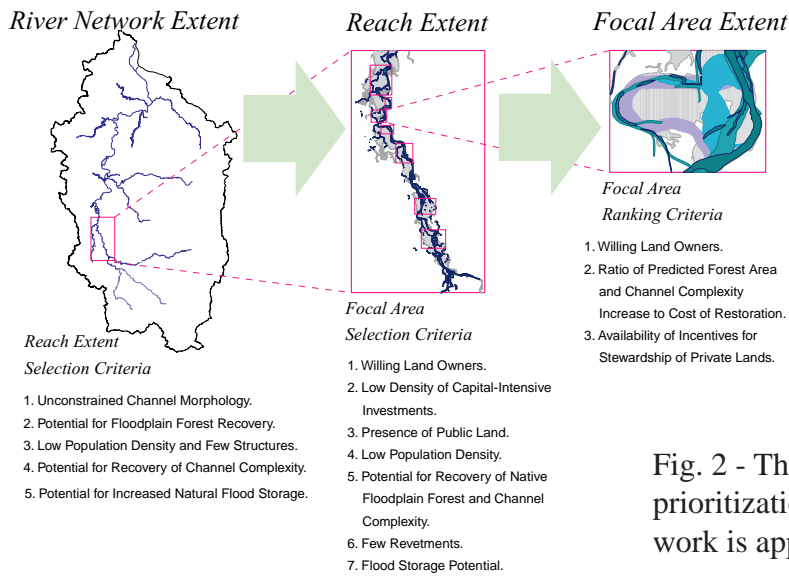 River Network Extent
Reach Extent
Focal Area Extent
Reach Extent
Selection Criteria
1. Unconstrained Channel Morphology.
2. Potential for Floodplain Forest Recovery.
3. Low Population Density and Few Structures.
4. Potential for Recovery of Channel Complexity.
5. Potential for Increased Natural Flood Storage.
Focal Area
Selection Criteria
1. Willing Land Owners.
2. Low Density of Capital-Intensive
Investments.
3. Presence of Public Land.
4. Low Population Density.
5. Potential for Recovery of Native
Floodplain Forest and Channel
Complexity.
6. Few Revetments.
7. Flood Storage Potential.
Focal Area
Ranking Criteria
1. Willing Land Owners.
2. Ratio of Predicted Forest Area
and Channel Complexity
Increase to Cost of Restoration.
3. Availability of Incentives for
Stewardship of Private Lands.
Fig. 2 - Th
prioritizatio
work is app